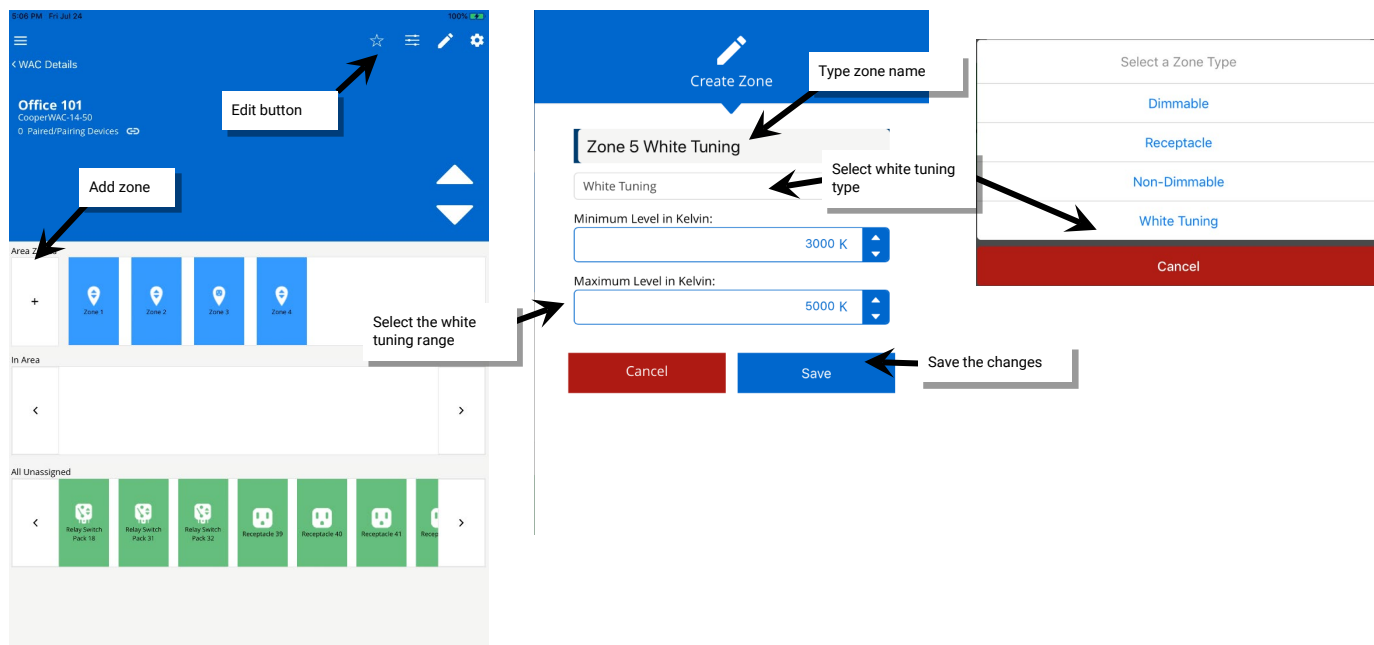 5:06 PM Fri Jul 24
100%
< WAC Details
Office 101
CooperWAC-14-50
0 Paired/Pairing Devices
Edit button
Add zone
Area
+
Zone 1
Zone 2
Zone 3
Zone 4
Select the white
tuning range
In Area
<
>
All Unassigned
<
Relay Switch
Pack 18
Relay Switch
Pack 31
Relay Switch
Pack 32
Receptacle 39
Receptacle 40
Receptacle 41
Recep
>
Create Zone
Type zone name
Zone 5 White Tuning
White Tuning
Select white tuning
type
Minimum Level in Kelvin:
3000 K
Maximum Level in Kelvin:
5000 K
Cancel
Save
Save the changes
Select a Zone Type
Dimmable
Receptacle
Non-Dimmable
White Tuning
Cancel